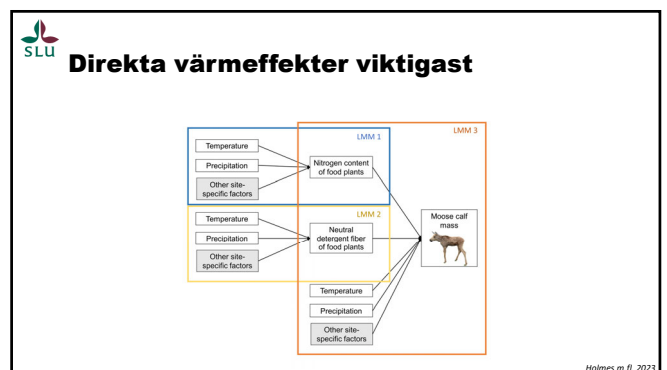 SLU
Direkta värmeffekter viktigast
LMM 1
LMM 3
Temperature
Precipitation
Other site-
specific factors
Nitrogen content
of food plants
LMM 2
Temperature
Precipitation
Other site-
specific factors
Neutral
detergent fiber
of food plants
Moose calf
mass
Temperature
Precipitation
Other site-
specific factors
Holmes m fl. 2023